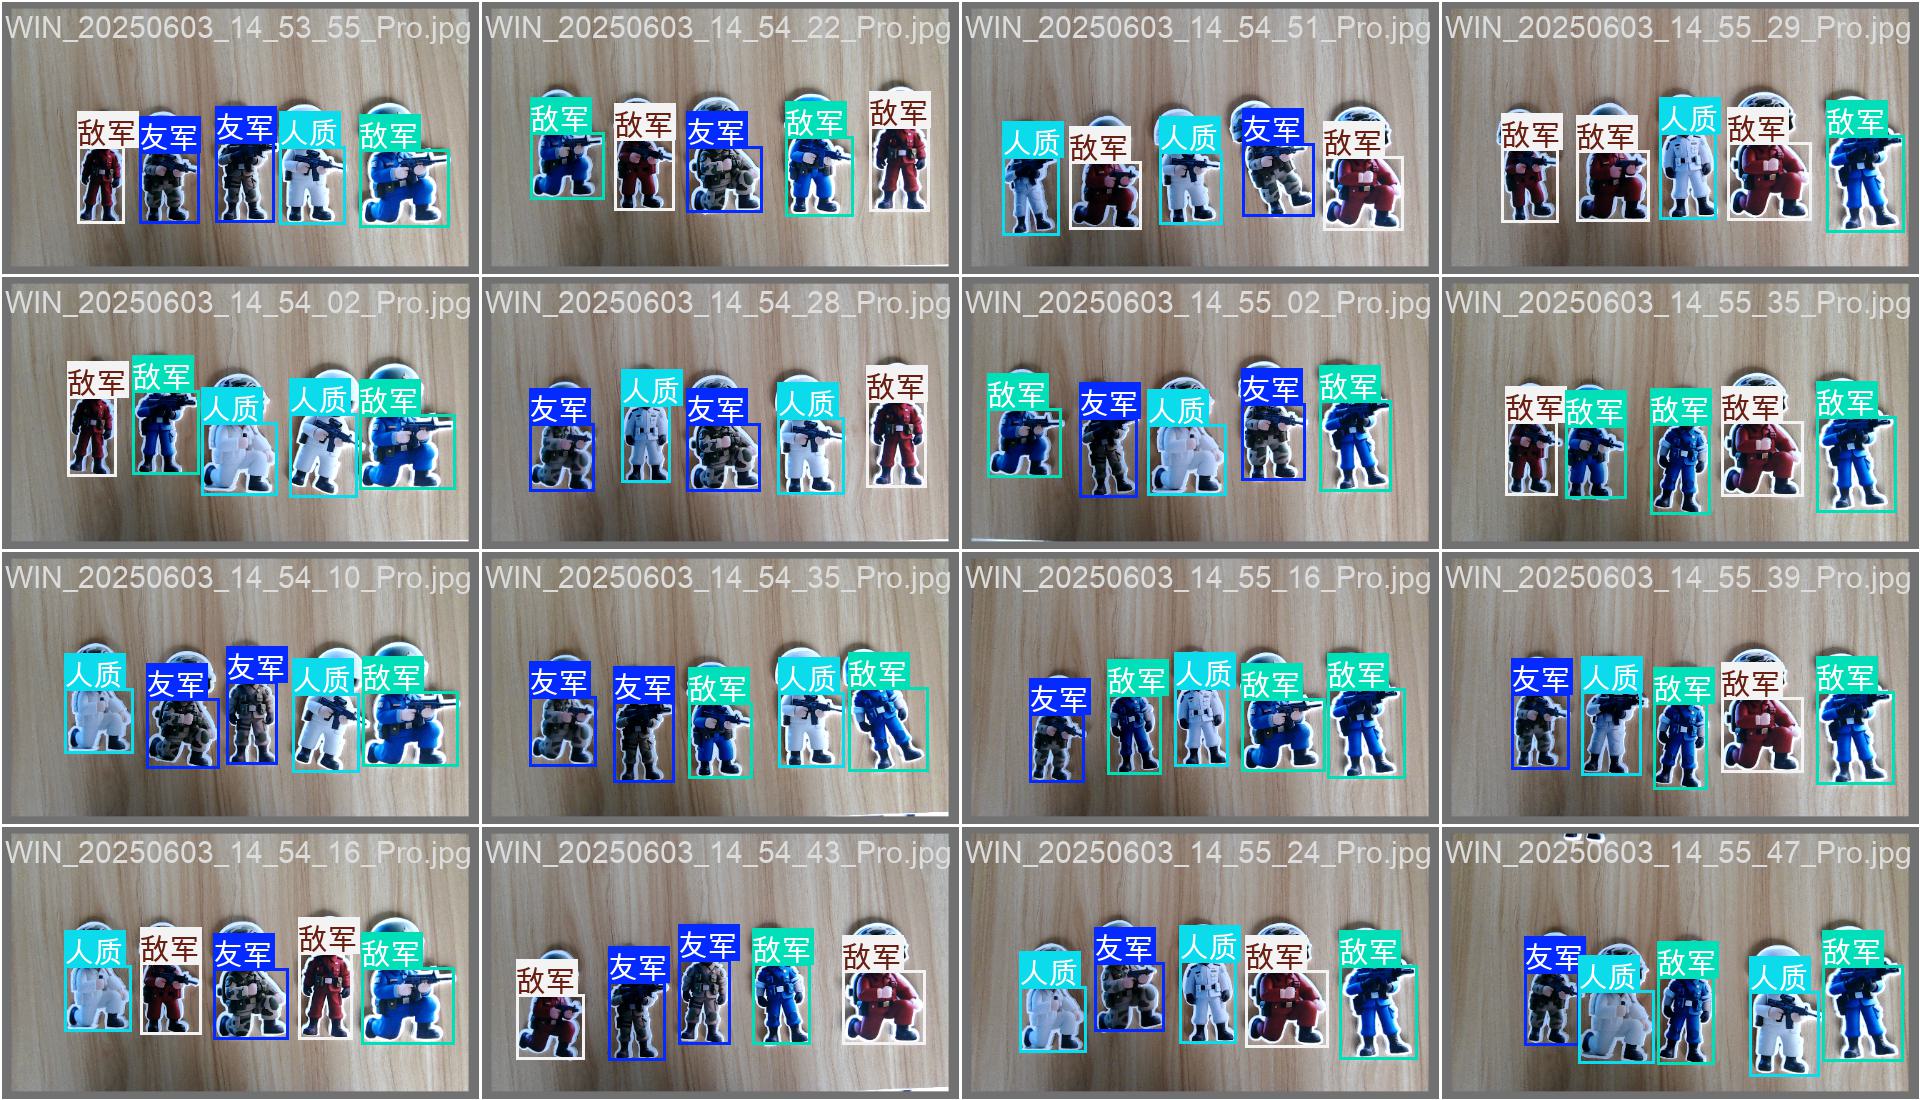 WIN_20250603_14_53_55_Pro.jpg
敌军 友军 友军 人质 敌军
WIN_20250603_14_54_22_Pro.jpg
敌军 敌军 友军 敌军 敌军
WIN_20250603_14_54_51_Pro.jpg
人质 敌军 人质 友军 敌军
WIN_20250603_14_55_29_Pro.jpg
敌军 敌军 人质 敌军 敌军
WIN_20250603_14_54_02_Pro.jpg
敌军 敌军 人质 人质 敌军
WIN_20250603_14_54_28_Pro.jpg
友军 人质 友军 人质 敌军
WIN_20250603_14_55_02_Pro.jpg
敌军 友军 人质 友军 敌军
WIN_20250603_14_55_35_Pro.jpg
敌军 敌军 敌军 敌军 敌军
WIN_20250603_14_54_10_Pro.jpg
人质 友军 友军 人质 敌军
WIN_20250603_14_54_35_Pro.jpg
友军 友军 敌军 人质 敌军
WIN_20250603_14_55_16_Pro.jpg
友军 敌军 人质 敌军 敌军
WIN_20250603_14_55_39_Pro.jpg
友军 人质 敌军 敌军 敌军
WIN_20250603_14_54_16_Pro.jpg
人质 敌军 友军 敌军 敌军
WIN_20250603_14_54_43_Pro.jpg
敌军 友军 友军 敌军 敌军
WIN_20250603_14_55_24_Pro.jpg
人质 友军 人质 敌军 敌军
WIN_20250603_14_55_47_Pro.jpg
友军 人质 敌军 人质 敌军